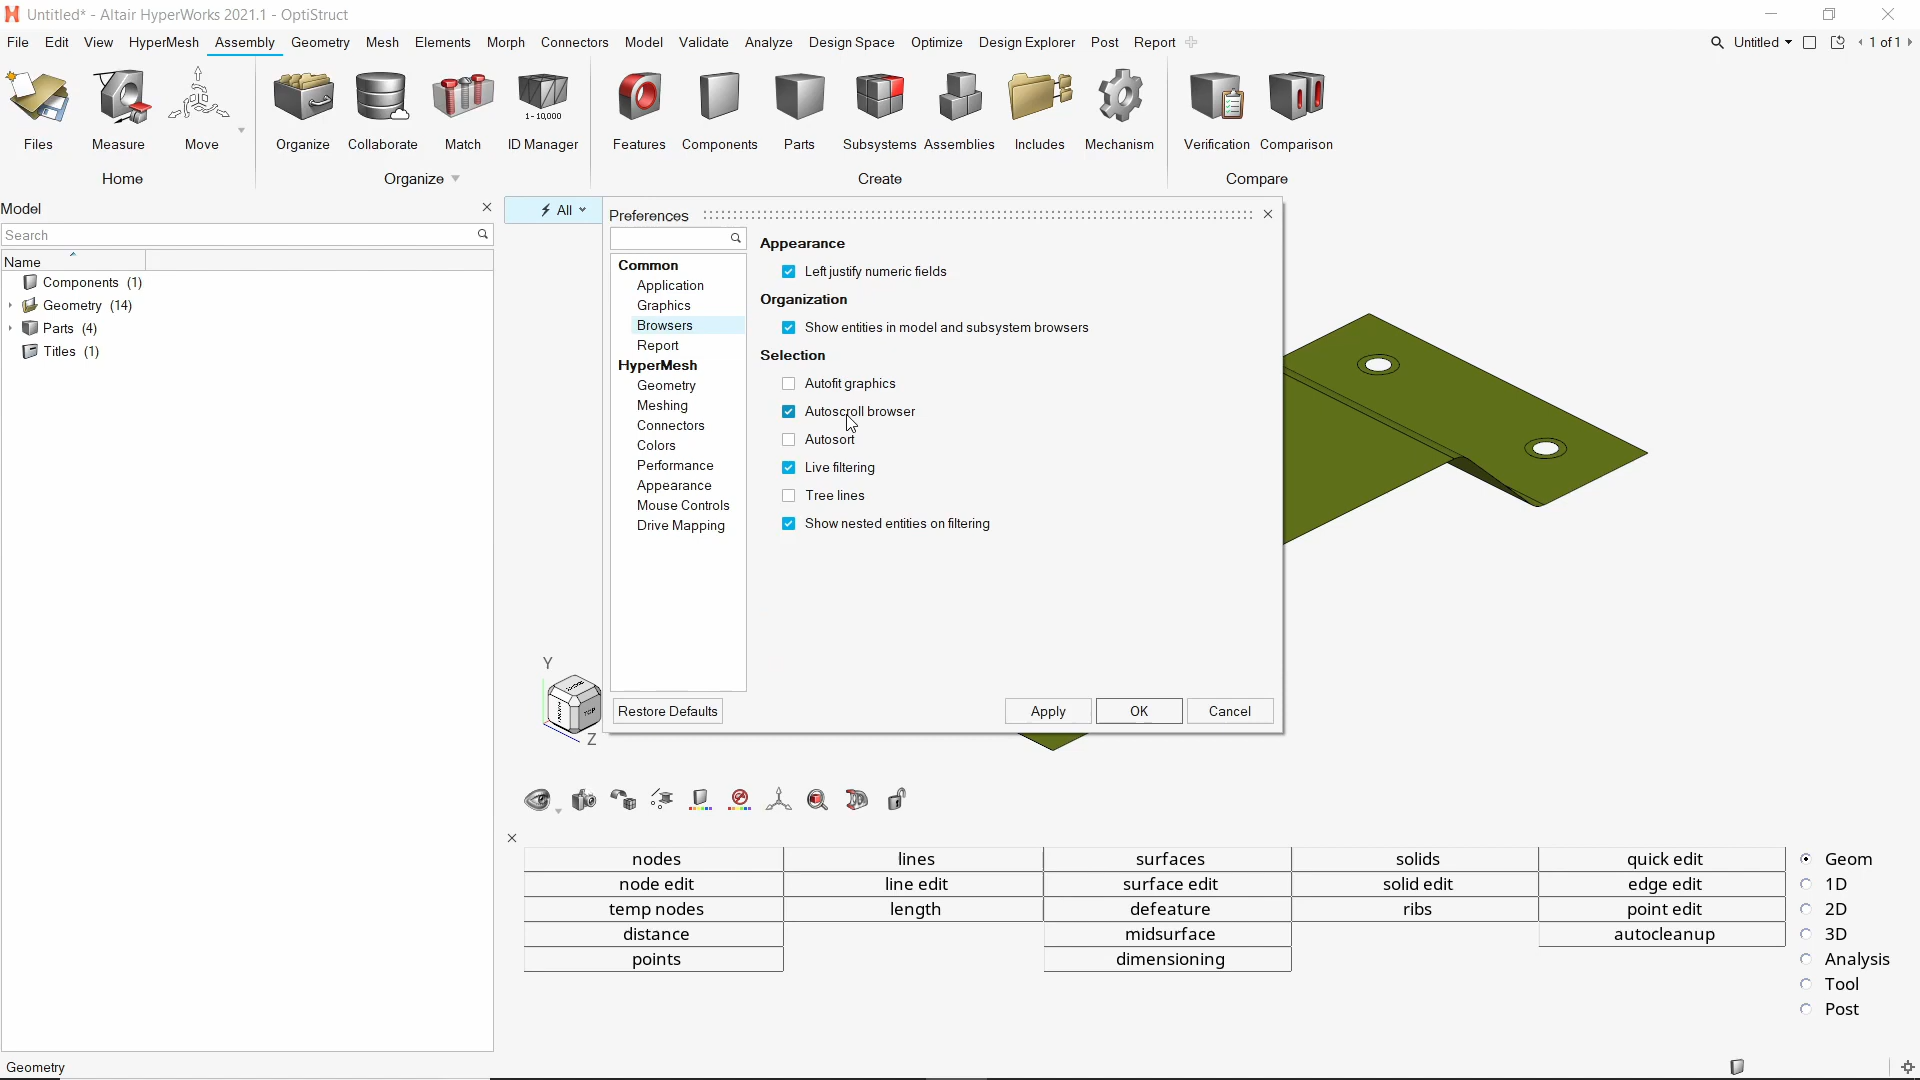 Untitled* - Altair HyperWorks 2021.1 - OptiStruct
File Edit View HyperMesh Assembly Geometry Mesh Elements Morph Connectors Model Validate Analyze Design Space Optimize Design Explorer Post Report Untitled 1 of 1
1 - 10,000
Files Measure Move Organize Collaborate Match ID Manager Features Components Parts Subsystems Assemblies Includes Mechanism Verification Comparison
Home Organize Create Compare
Model
Search
Name
Components (1)
Geometry (14)
Parts (4)
Titles (1)
All
Preferences
Common
Application
Graphics
Browsers
Report
HyperMesh
Geometry
Meshing
Connectors
Colors
Performance
Appearance
Mouse Controls
Drive Mapping
Appearance
Left justify numeric fields
Organization
Show entities in model and subsystem browsers
Selection
Autofit graphics
Autoscroll browser
Autosort
Live filtering
Tree lines
Show nested entities on filtering
Restore Defaults Apply OK Cancel
Y
TOP
Z
nodes lines surfaces solids quick edit Geom
node edit line edit surface edit solid edit edge edit 1D
temp nodes length defeature ribs point edit 2D
distance midsurface autocleanup 3D
points dimensioning Analysis
Tool
Post
Geometry